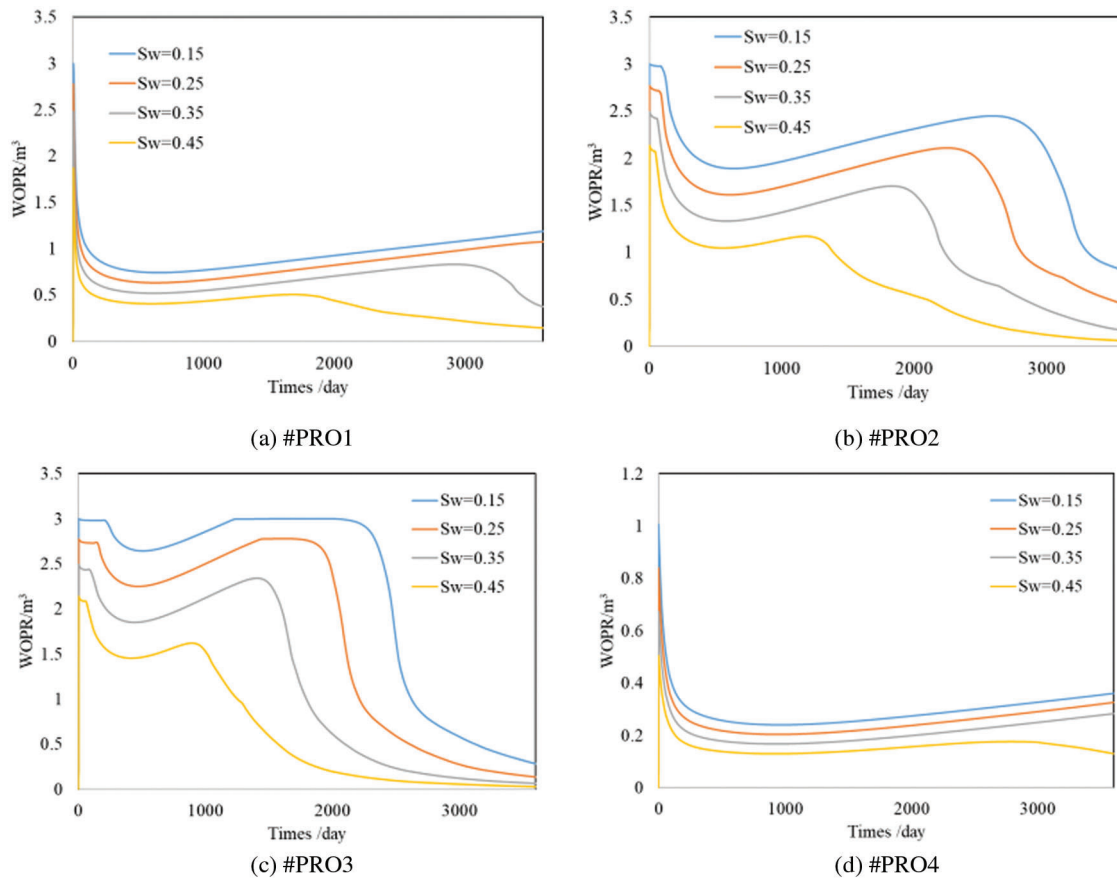 3.5
3
2.5
2
1.5
1
0.5
0
WOPR/m³
Sw=0.15
Sw=0.25
Sw=0.35
Sw=0.45
0 1000 2000 3000
Times /day
(a) #PRO1
3.5
3
2.5
2
1.5
1
0.5
0
WOPR/m³
Sw=0.15
Sw=0.25
Sw=0.35
Sw=0.45
0 1000 2000 3000
Times /day
(b) #PRO2
3.5
3
2.5
2
1.5
1
0.5
0
WOPR/m³
Sw=0.15
Sw=0.25
Sw=0.35
Sw=0.45
0 1000 2000 3000
Times /day
(c) #PRO3
1.2
1
0.8
0.6
0.4
0.2
0
WOPR/m³
Sw=0.15
Sw=0.25
Sw=0.35
Sw=0.45
0 1000 2000 3000
Times /day
(d) #PRO4